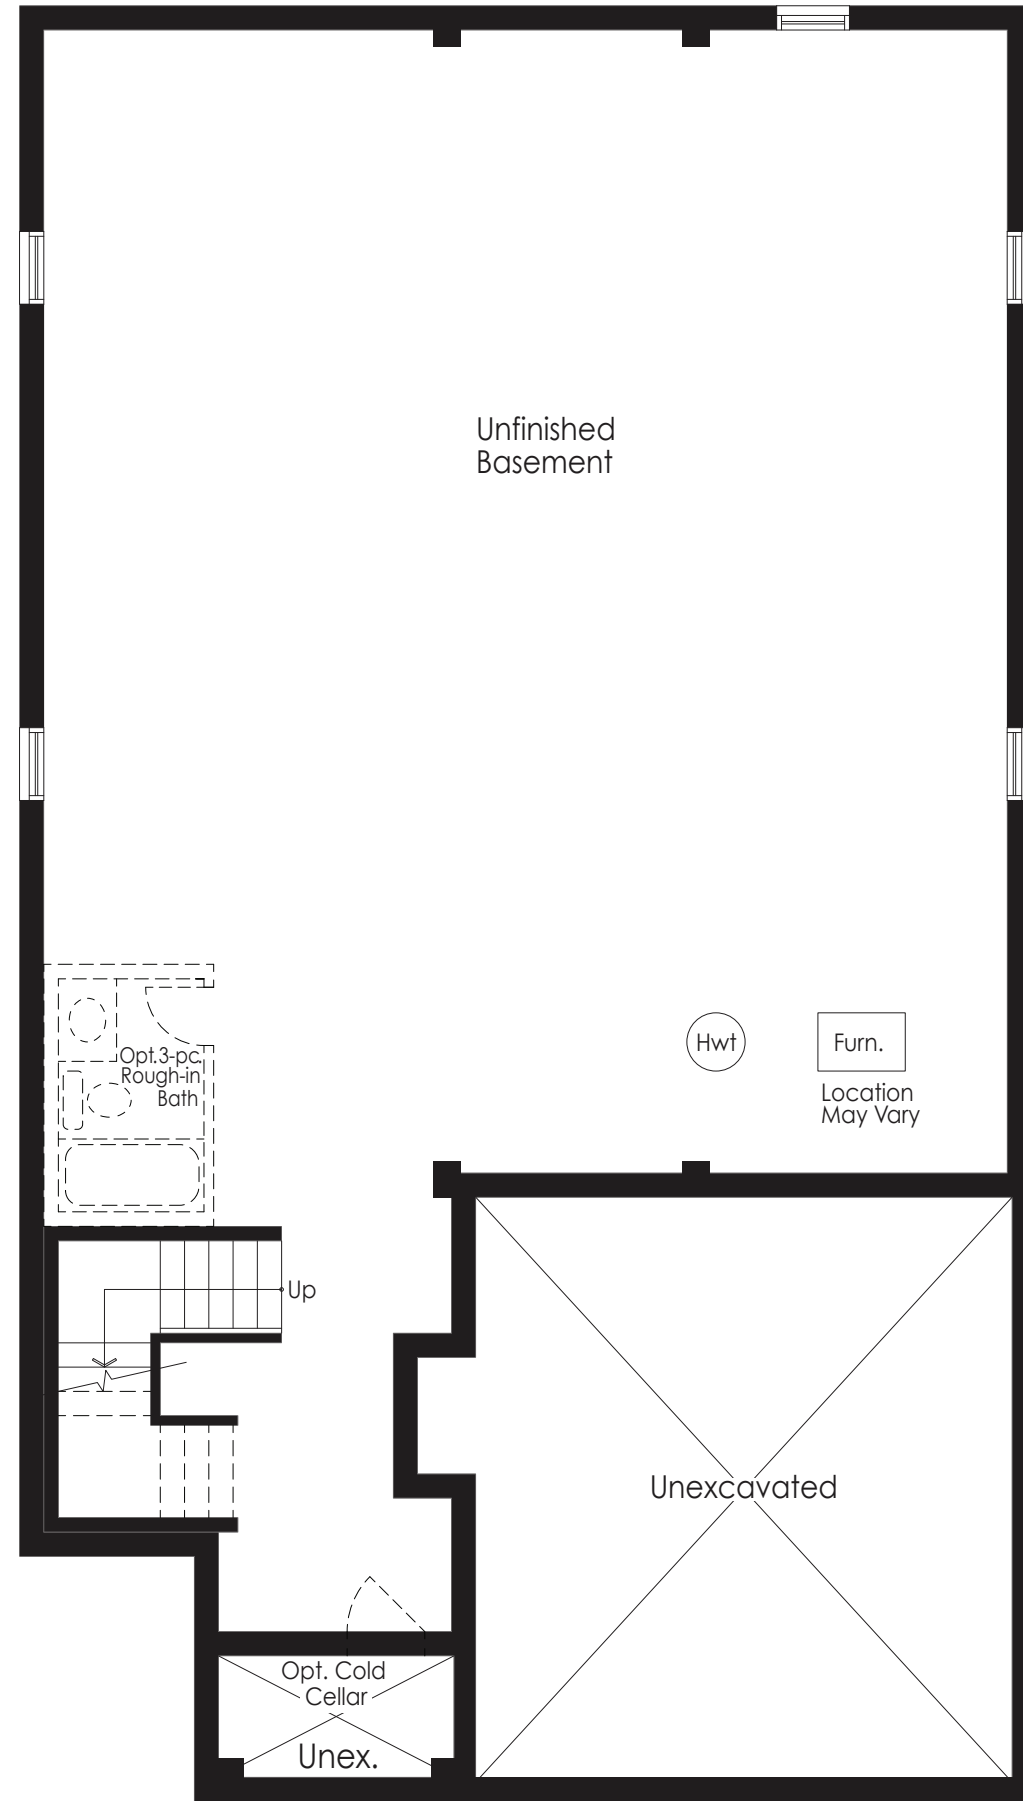 Unfinished
Basement
Opt.3-pc.
Rough-in
Bath
Hwt
Furn.
Location
May Vary
Up
Unexcavated
Opt. Cold
Cellar
Unex.